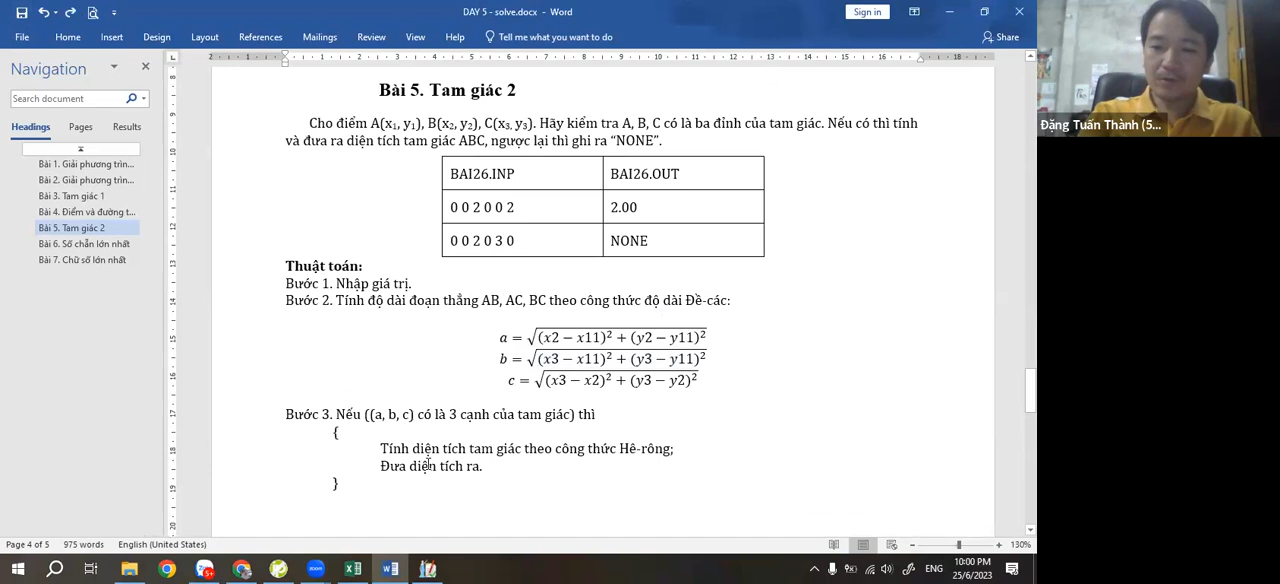 DAY 5 - solve.docx - Word
Sign in
File Home Insert Design Layout References Mailings Review View Help Tell me what you want to do Share
Navigation
Search document
Headings Pages Results
Bài 1. Giải phương trìn...
Bài 2. Giải phương trìn...
Bài 3. Tam giác 1
Bài 4. Điểm và đường t...
Bài 5. Tam giác 2
Bài 6. Số chẵn lớn nhất
Bài 7. Chữ số lớn nhất
Bài 5. Tam giác 2
Cho điểm A(x₁, y₁), B(x₂, y₂), C(x₃, y₃). Hãy kiểm tra A, B, C có là ba đỉnh của tam giác. Nếu có thì tính
và đưa ra diện tích tam giác ABC, ngược lại thì ghi ra “NONE”.
BAI26.INP BAI26.OUT
0 0 2 0 0 2 2.00
0 0 2 0 3 0 NONE
Thuật toán:
Bước 1. Nhập giá trị.
Bước 2. Tính độ dài đoạn thẳng AB, AC, BC theo công thức độ dài Đề-các:
a = √(x2 − x11)² + (y2 − y11)²
b = √(x3 − x11)² + (y3 − y11)²
c = √(x3 − x2)² + (y3 − y2)²
Bước 3. Nếu ((a, b, c) có là 3 cạnh của tam giác) thì
{
Tính diện tích tam giác theo công thức Hê-rông;
Đưa diện tích ra.
}
Đặng Tuấn Thành (5...
Page 4 of 5 975 words English (United States) 130%
ENG
10:00 PM
25/6/2023